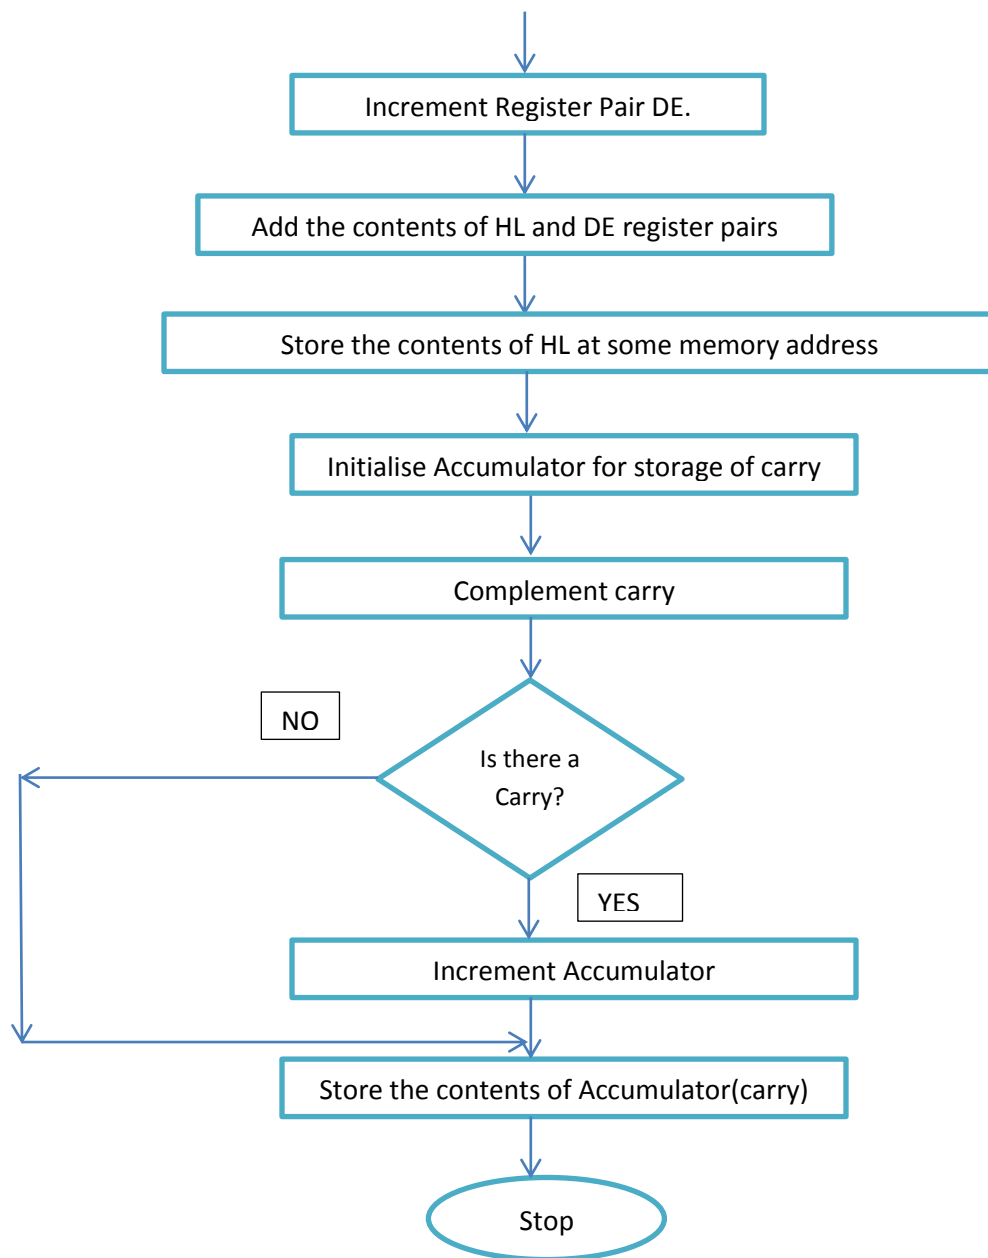 Increment Register Pair DE.
Add the contents of HL and DE register pairs
Store the contents of HL at some memory address
Initialise Accumulator for storage of carry
Complement carry
NO
Is there a
Carry?
YES
Increment Accumulator
Store the contents of Accumulator(carry)
Stop